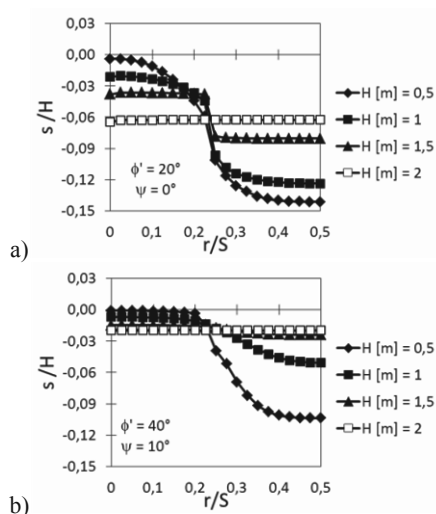 a)
s/H
0,03
0,00
-0,03
-0,06
-0,09
-0,12
-0,15
ϕ' = 20°
ψ = 0°
0
0,1
0,2
0,3
0,4
0,5
r/S
H [m] = 0,5
H [m] = 1
H [m] = 1,5
H [m] = 2
b)
s/H
0,03
0,00
-0,03
-0,06
-0,09
-0,12
-0,15
ϕ' = 40°
ψ = 10°
0
0,1
0,2
0,3
0,4
0,5
r/S
H [m] = 0,5
H [m] = 1
H [m] = 1,5
H [m] = 2